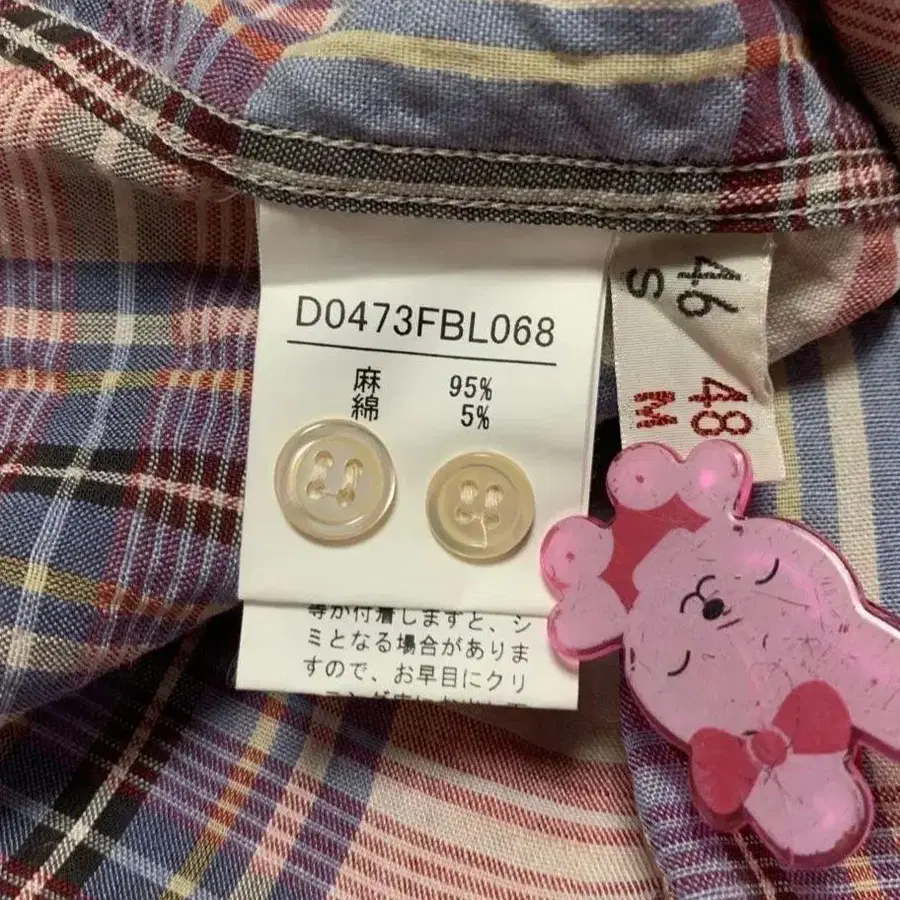 D0473FBL068
麻 95%
綿 5%
等が付着しますと、シ
ミとなる場合がありま
すので、お早目にクリ
46
S
48
M